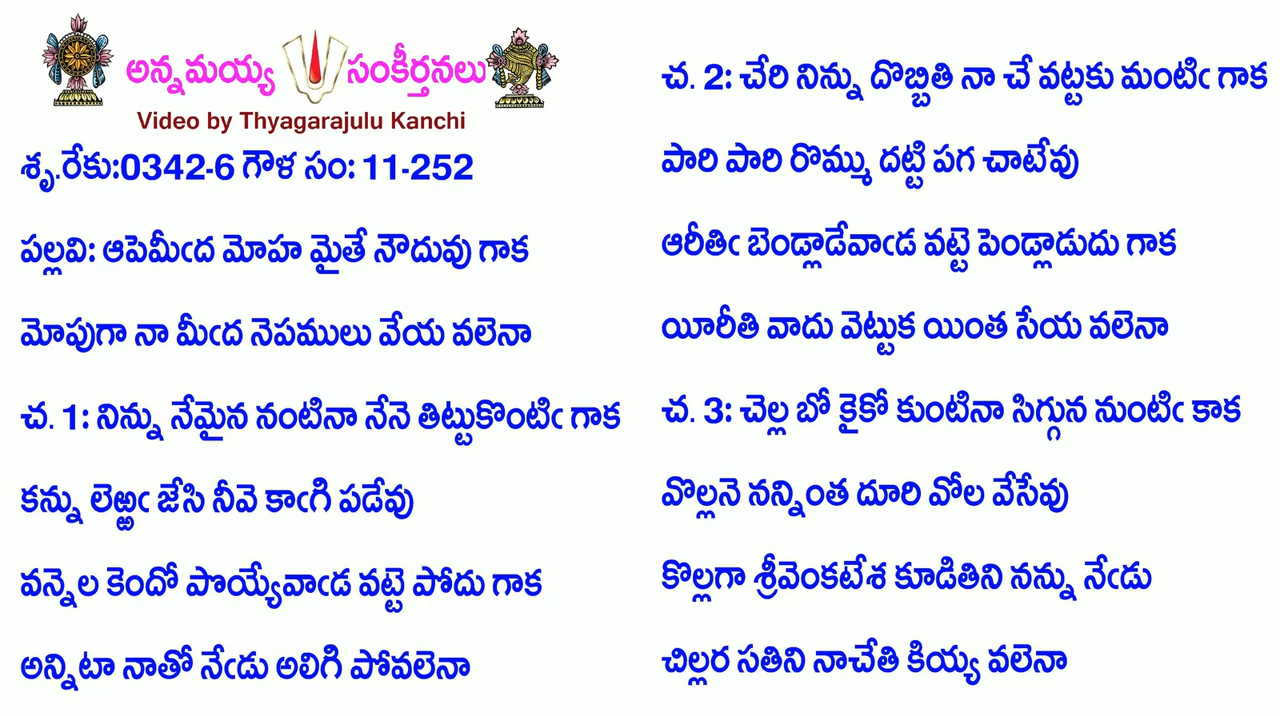 అన్నమయ్య సంకీర్తనలు
Video by Thyagarajulu Kanchi
శృ.రేకు:0342-6 గౌళ సం: 11-252
పల్లవి: ఆపెమీఁద మోహ మైతే నౌదువు గాక
మోపుగా నా మీఁద నెపములు వేయ వలెనా
చ. 1: నిన్ను నేమైన నంటినా నేనె తిట్టుకొంటిఁ గాక
కన్ను లెఱ్ఱఁ జేసి నీవె కాఁగి పడేవు
వన్నెల కెందో పొయ్యేవాఁడ వట్టె పోదు గాక
అన్నిటా నాతో నేఁడు అలిగి పోవలెనా
చ. 2: చేరి నిన్ను దొబ్బితి నా చే వట్టకు మంటిఁ గాక
పారి పారి రొమ్ము దట్టి పగ చాటేవు
ఆరీతిఁ బెండ్లాడేవాఁడ వట్టె పెండ్లాడుదు గాక
యీరీతి వాదు వెట్టుక యింత సేయ వలెనా
చ. 3: చెల్ల బో కైకో కుంటినా సిగ్గున నుంటిఁ కాక
వొల్లనె నన్నింత దూరి వోల వేసేవు
కొల్లగా శ్రీవెంకటేశ కూడితిని నన్ను నేఁడు
చిల్లర సతిని నాచేతి కియ్య వలెనా